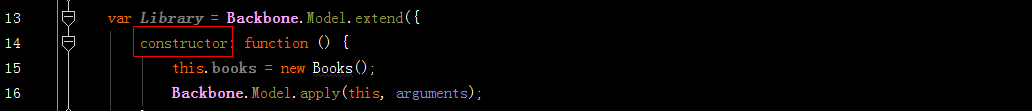 13 var Library = Backbone.Model.extend({
14 constructor: function () {
15 this.books = new Books();
16 Backbone.Model.apply(this, arguments);